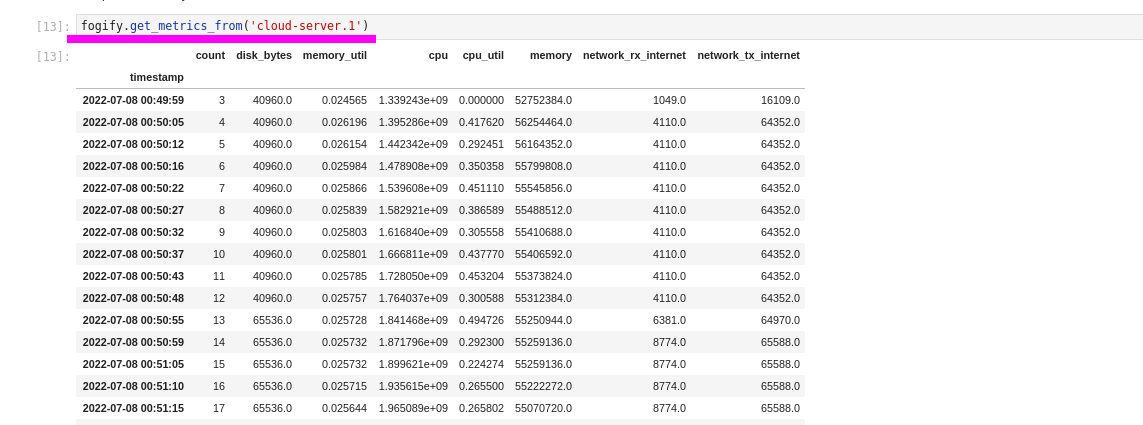 [13]: fogify.get_metrics_from('cloud-server.1')
[13]: count disk_bytes memory_util cpu cpu_util memory network_rx_internet network_tx_internet
timestamp
2022-07-08 00:49:59 3 40960.0 0.024565 1.339243e+09 0.000000 52752384.0 1049.0 16109.0
2022-07-08 00:50:05 4 40960.0 0.026196 1.395286e+09 0.417620 56254464.0 4110.0 64352.0
2022-07-08 00:50:12 5 40960.0 0.026154 1.442342e+09 0.292451 56164352.0 4110.0 64352.0
2022-07-08 00:50:16 6 40960.0 0.025984 1.478908e+09 0.350358 55799808.0 4110.0 64352.0
2022-07-08 00:50:22 7 40960.0 0.025866 1.539608e+09 0.451110 55545856.0 4110.0 64352.0
2022-07-08 00:50:27 8 40960.0 0.025839 1.582921e+09 0.386589 55488512.0 4110.0 64352.0
2022-07-08 00:50:32 9 40960.0 0.025803 1.616840e+09 0.305558 55410688.0 4110.0 64352.0
2022-07-08 00:50:37 10 40960.0 0.025801 1.666811e+09 0.437770 55406592.0 4110.0 64352.0
2022-07-08 00:50:43 11 40960.0 0.025785 1.728050e+09 0.453204 55373824.0 4110.0 64352.0
2022-07-08 00:50:48 12 40960.0 0.025757 1.764037e+09 0.300588 55312384.0 4110.0 64352.0
2022-07-08 00:50:55 13 65536.0 0.025728 1.841468e+09 0.494726 55250944.0 6381.0 64970.0
2022-07-08 00:50:59 14 65536.0 0.025732 1.871796e+09 0.292300 55259136.0 8774.0 65588.0
2022-07-08 00:51:05 15 65536.0 0.025732 1.899621e+09 0.224274 55259136.0 8774.0 65588.0
2022-07-08 00:51:10 16 65536.0 0.025715 1.935615e+09 0.265500 55222272.0 8774.0 65588.0
2022-07-08 00:51:15 17 65536.0 0.025644 1.965089e+09 0.265802 55070720.0 8774.0 65588.0